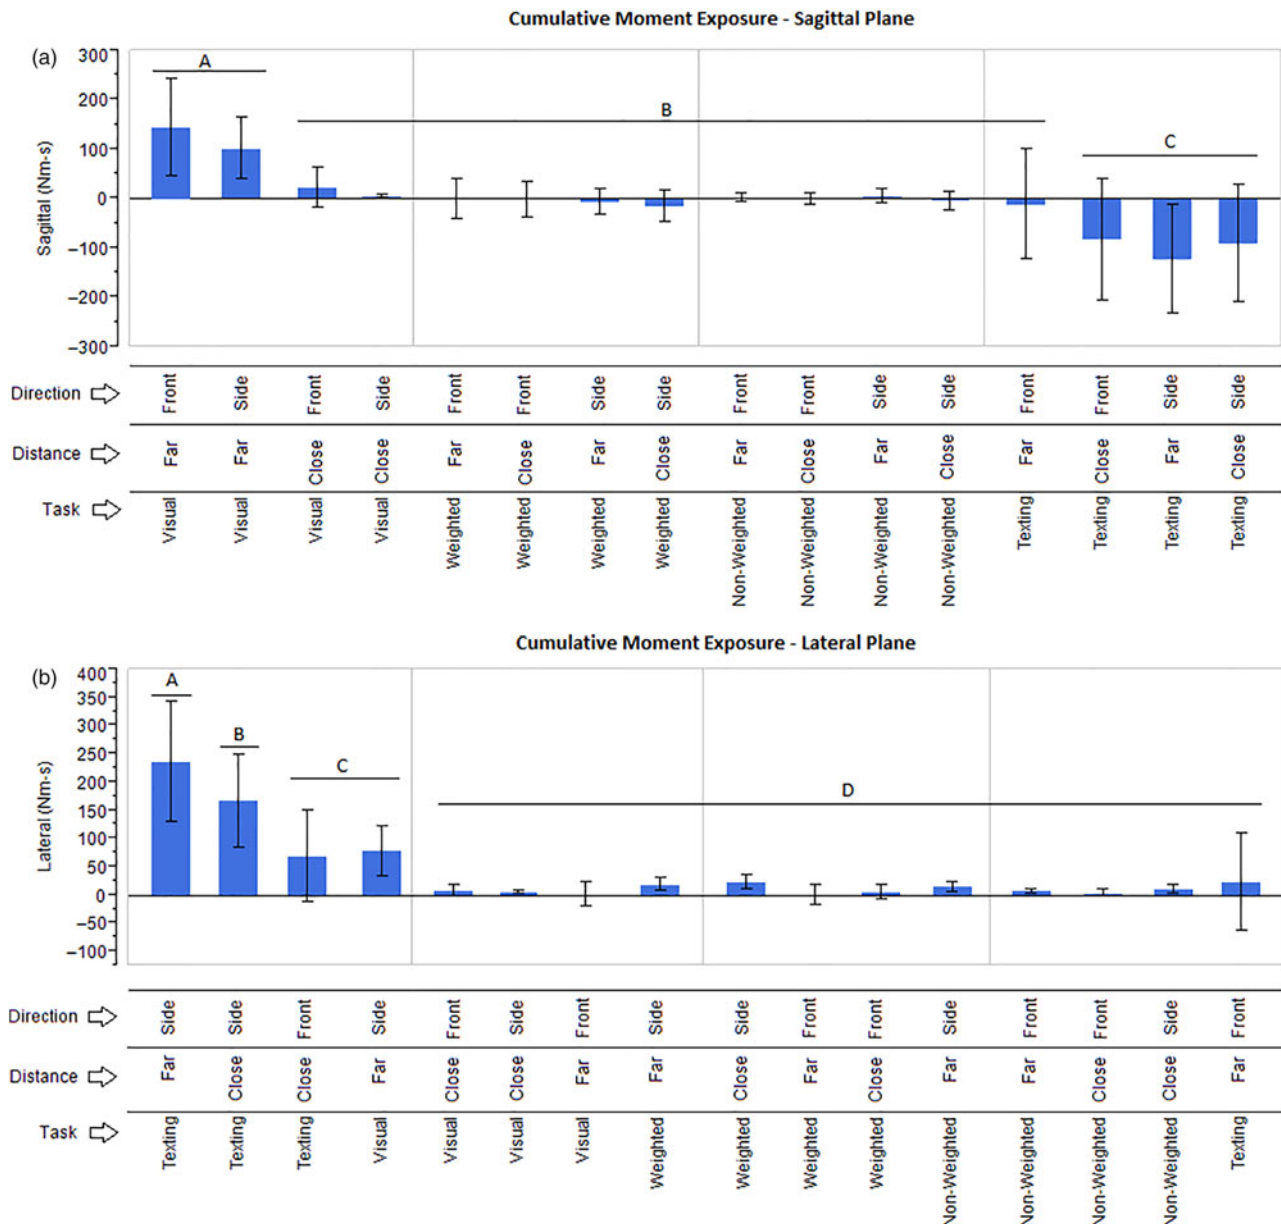 Cumulative Moment Exposure - Sagittal Plane
(a)
300
200
100
0
−100
−200
−300
Sagittal (Nm-s)
A
B
C
Direction Front Side Front Side Front Front Side Side Front Front Side Side Front Front Side Side
Distance Far Far Close Close Far Close Far Close Far Close Far Close Far Close Far Close
Task Visual Visual Visual Visual Weighted Weighted Weighted Weighted Non-Weighted Non-Weighted Non-Weighted Non-Weighted Texting Texting Texting Texting
Cumulative Moment Exposure - Lateral Plane
(b)
400
350
300
250
200
150
100
50
0
−50
−100
Lateral (Nm-s)
A
B
C
D
Direction Side Side Front Side Front Side Front Side Side Front Front Side Front Front Side Front
Distance Far Close Close Far Close Close Far Far Close Far Close Far Far Close Close Far
Task Texting Texting Texting Visual Visual Visual Visual Weighted Weighted Weighted Weighted Non-Weighted Non-Weighted Non-Weighted Non-Weighted Texting